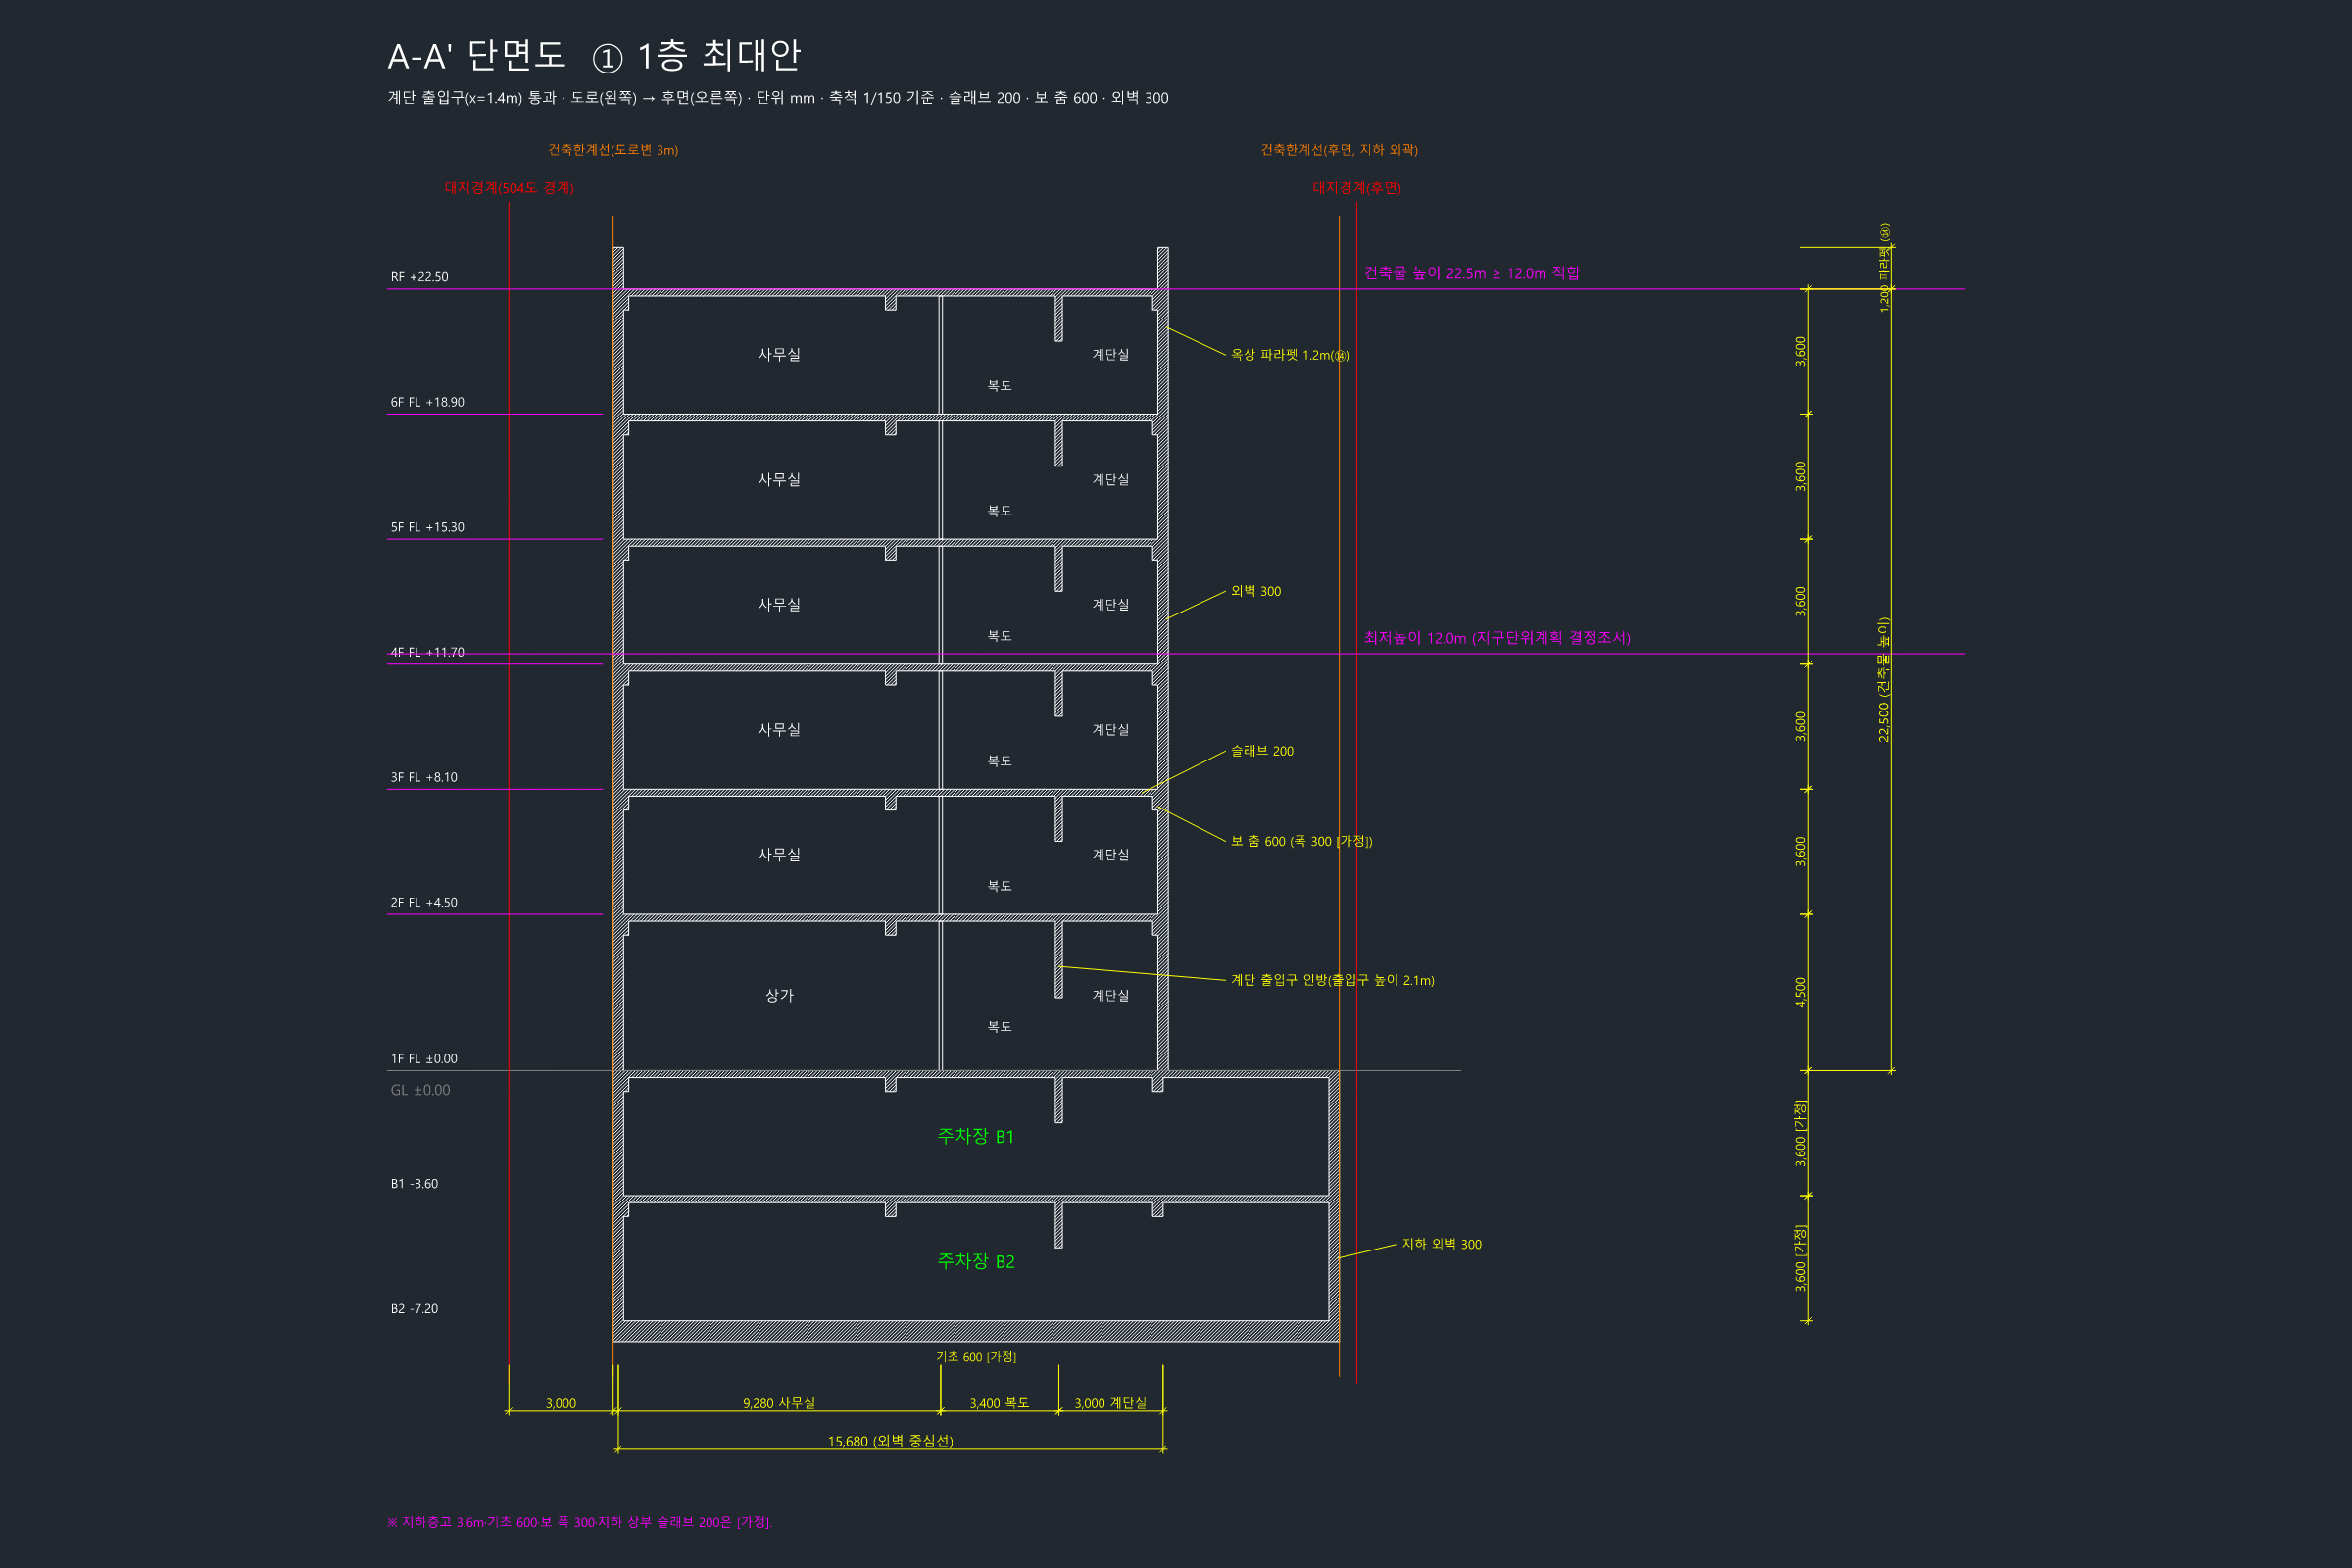 A-A' 단면도  ① 1층 최대안
계단 출입구(x=1.4m) 통과 · 도로(왼쪽) → 후면(오른쪽) · 단위 mm · 축척 1/150 기준 · 슬래브 200 · 보 춤 600 · 외벽 300
건축한계선(도로변 3m)
건축한계선(후면, 지하 외곽)
대지경계(504도 경계)
대지경계(후면)
1,200 파라펫 (⑭)
RF +22.50
건축물 높이 22.5m ≥ 12.0m 적합
사무실
계단실
복도
옥상 파라펫 1.2m(⑭)
3,600
6F FL +18.90
사무실
계단실
복도
3,600
5F FL +15.30
외벽 300
사무실
계단실
복도
3,600
최저높이 12.0m (지구단위계획 결정조서)
4F FL +11.70
22,500 (건축물 높이)
사무실
계단실
복도
3,600
슬래브 200
3F FL +8.10
보 춤 600 (폭 300 [가정])
사무실
계단실
복도
3,600
2F FL +4.50
계단 출입구 인방(출입구 높이 2.1m)
상가
계단실
복도
4,500
1F FL ±0.00
GL ±0.00
주차장 B1
3,600 [가정]
B1 -3.60
지하 외벽 300
주차장 B2
3,600 [가정]
B2 -7.20
기초 600 [가정]
3,000
9,280 사무실
3,400 복도
3,000 계단실
15,680 (외벽 중심선)
※ 지하층고 3.6m·기초 600·보 폭 300·지하 상부 슬래브 200은 [가정].